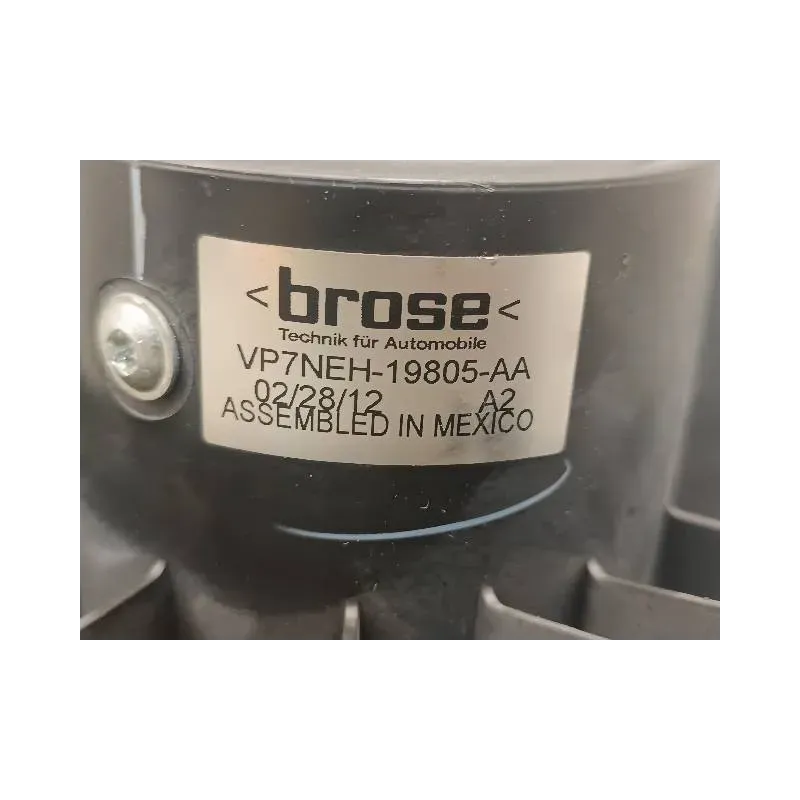 <brose<
Technik für Automobile
VP7NEH-19805-AA
02/28/12 A2
ASSEMBLED IN MEXICO